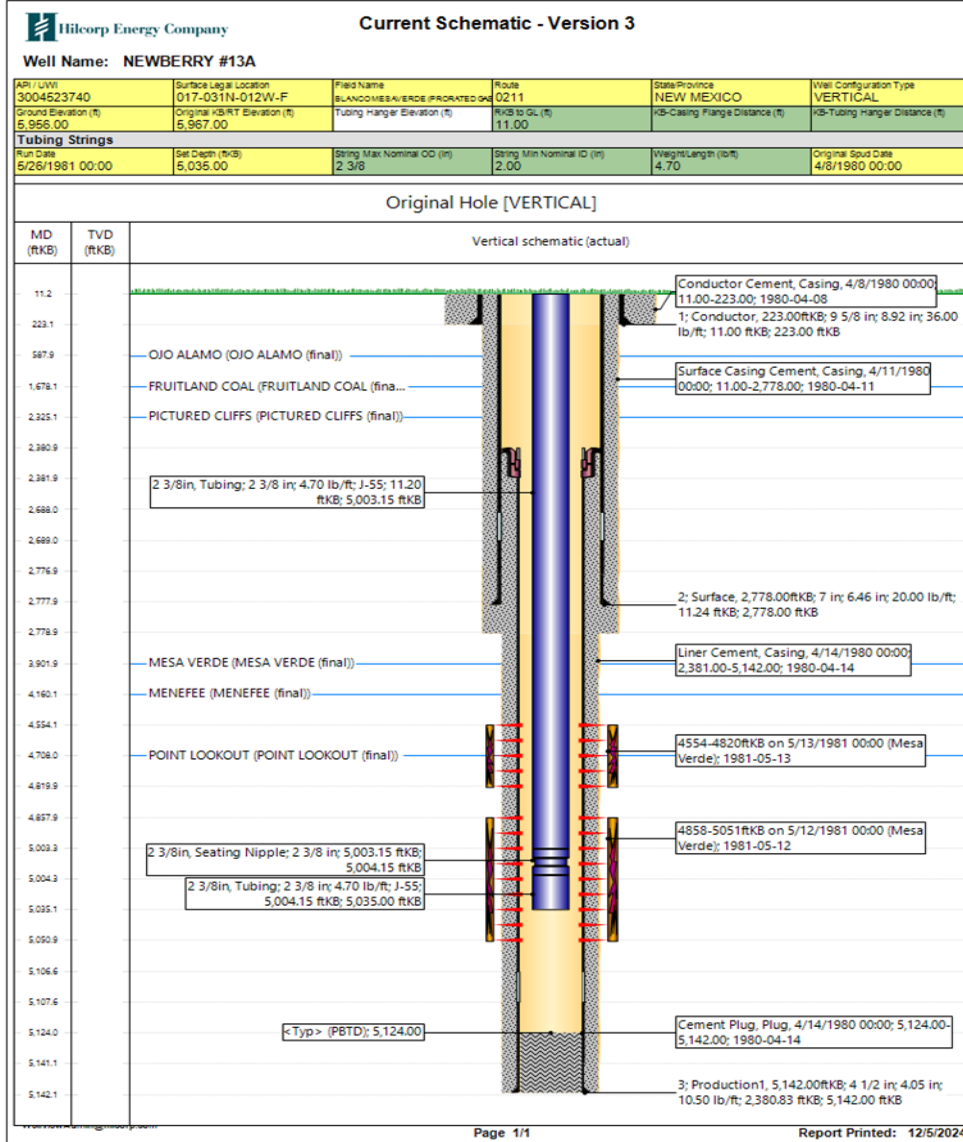 Hilcorp Energy Company
Current Schematic - Version 3
Well Name: NEWBERRY #13A
API / UWI
3004523740
Surface Legal Location
017-031N-012W-F
Field Name
BLANCO MESAVERDE (PRORATED GAS
Route
0211
State/Province
NEW MEXICO
Well Configuration Type
VERTICAL
Ground Elevation (ft)
5,956.00
Original KB/RT Elevation (ft)
5,967.00
Tubing Hanger Elevation (ft)
RKB to GL (ft)
11.00
KB-Casing Flange Distance (ft)
KB-Tubing Hanger Distance (ft)
Tubing Strings
Run Date
5/26/1981 00:00
Set Depth (ftKB)
5,035.00
String Max Nominal OD (in)
2 3/8
String Min Nominal ID (in)
2.00
Weight/Length (lb/ft)
4.70
Original Spud Date
4/8/1980 00:00
Original Hole [VERTICAL]
MD
(ftKB)
TVD
(ftKB)
Vertical schematic (actual)
Conductor Cement, Casing, 4/8/1980 00:00;
11.00-223.00; 1980-04-08
11.2
1; Conductor, 223.00ftKB; 9 5/8 in; 8.92 in; 36.00
lb/ft; 11.00 ftKB; 223.00 ftKB
223.1
587.9
OJO ALAMO (OJO ALAMO (final))
Surface Casing Cement, Casing, 4/11/1980
00:00; 11.00-2,778.00; 1980-04-11
1,678.1
FRUITLAND COAL (FRUITLAND COAL (fina...
2,325.1
PICTURED CLIFFS (PICTURED CLIFFS (final))
2,380.9
2,381.9
2 3/8in, Tubing; 2 3/8 in; 4.70 lb/ft; J-55; 11.20
ftKB; 5,003.15 ftKB
2,688.0
2,689.0
2,776.9
2,777.9
2; Surface, 2,778.00ftKB; 7 in; 6.46 in; 20.00 lb/ft;
11.24 ftKB; 2,778.00 ftKB
2,778.9
Liner Cement, Casing, 4/14/1980 00:00;
2,381.00-5,142.00; 1980-04-14
3,901.9
MESA VERDE (MESA VERDE (final))
4,160.1
MENEFEE (MENEFEE (final))
4,554.1
4,708.0
POINT LOOKOUT (POINT LOOKOUT (final))
4554-4820ftKB on 5/13/1981 00:00 (Mesa
Verde); 1981-05-13
4,819.9
4,857.9
4858-5051ftKB on 5/12/1981 00:00 (Mesa
Verde); 1981-05-12
5,003.3
2 3/8in, Seating Nipple; 2 3/8 in; 5,003.15 ftKB;
5,004.15 ftKB
5,004.3
2 3/8in, Tubing; 2 3/8 in; 4.70 lb/ft; J-55;
5,004.15 ftKB; 5,035.00 ftKB
5,035.1
5,050.9
5,106.6
5,107.6
5,124.0
<Typ> (PBTD); 5,124.00
Cement Plug, Plug, 4/14/1980 00:00; 5,124.00-
5,142.00; 1980-04-14
5,141.1
5,142.1
3; Production1, 5,142.00ftKB; 4 1/2 in; 4.05 in;
10.50 lb/ft; 2,380.83 ftKB; 5,142.00 ftKB
Page 1/1
Report Printed: 12/5/2024